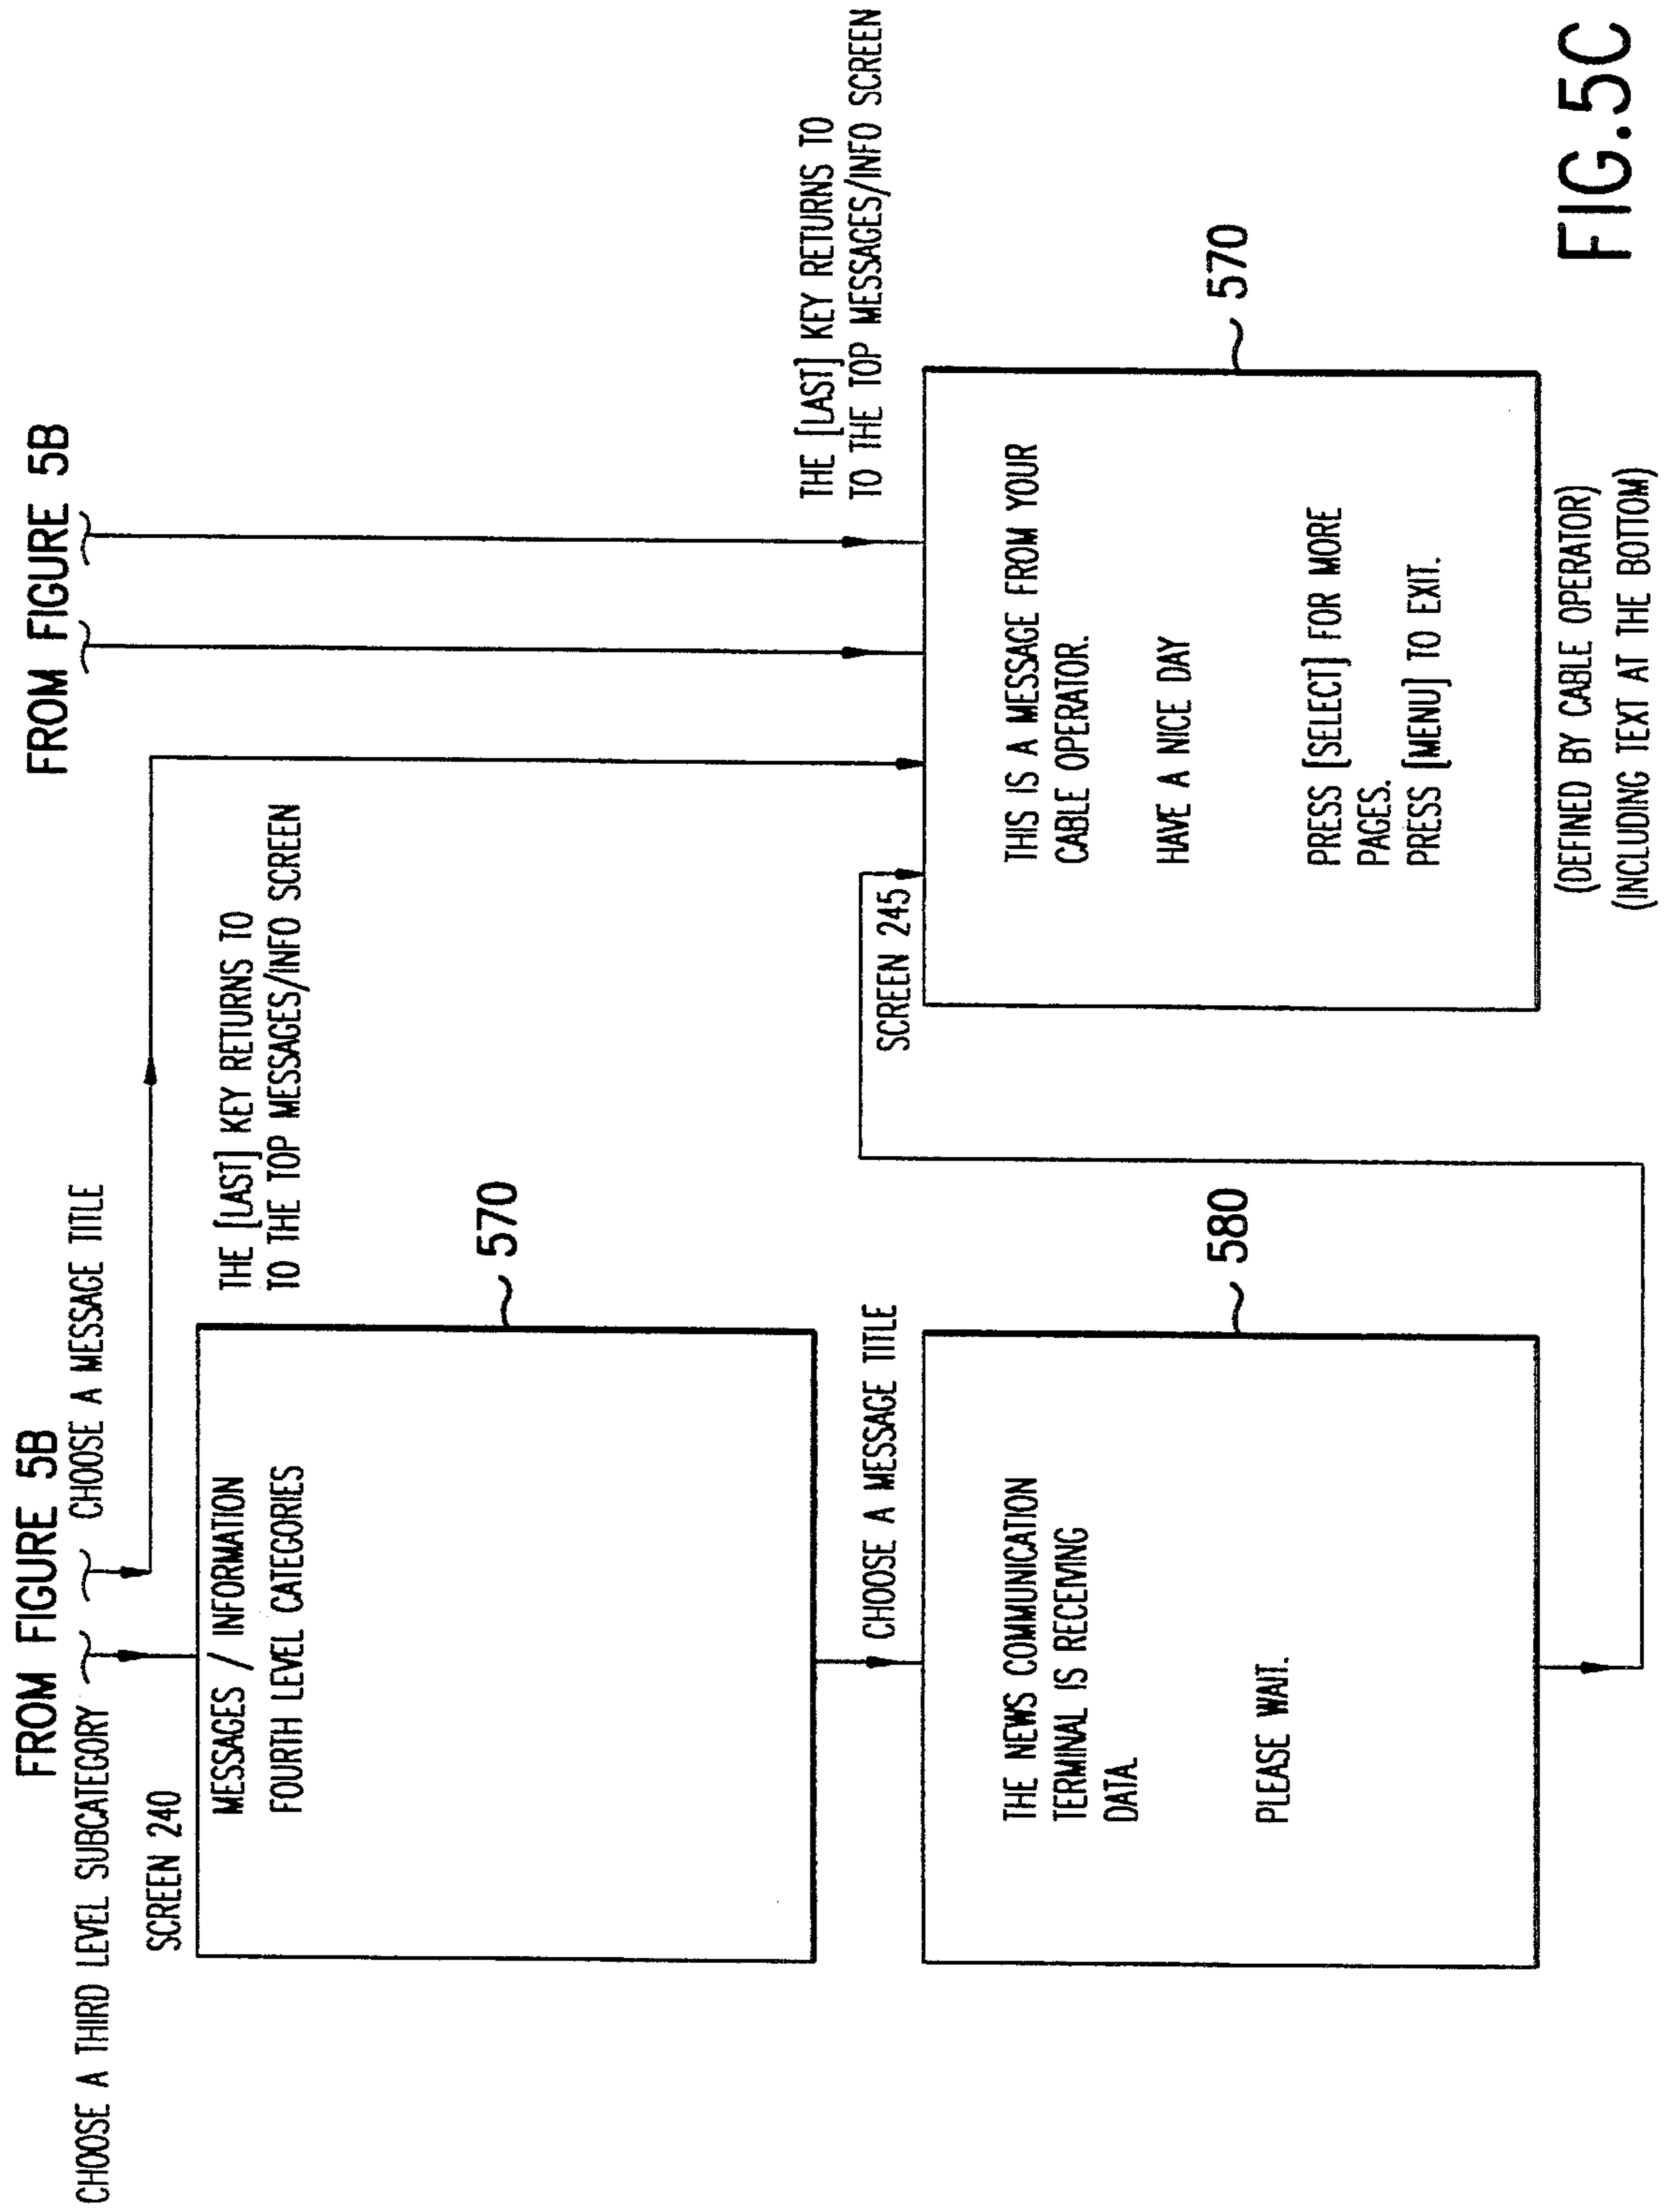 FROM FIGURE 5B
CHOOSE A THIRD LEVEL SUBCATEGORY
CHOOSE A MESSAGE TITLE
SCREEN 240
MESSAGES / INFORMATION
FOURTH LEVEL CATEGORIES
THE [LAST] KEY RETURNS TO
TO THE TOP MESSAGES/INFO SCREEN
570
CHOOSE A MESSAGE TITLE
THE NEWS COMMUNICATION
TERMINAL IS RECEIVING
DATA.
PLEASE WAIT.
580
FROM FIGURE 5B
THE [LAST] KEY RETURNS TO
TO THE TOP MESSAGES/INFO SCREEN
SCREEN 245
THIS IS A MESSAGE FROM YOUR
CABLE OPERATOR.
HAVE A NICE DAY
PRESS [SELECT] FOR MORE
PAGES.
PRESS [MENU] TO EXIT.
570
(DEFINED BY CABLE OPERATOR)
(INCLUDING TEXT AT THE BOTTOM)
FIG.5C